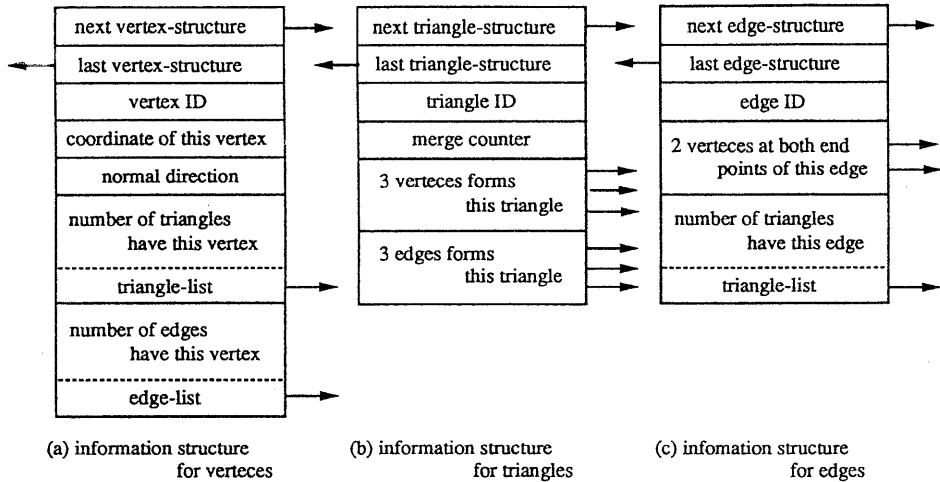 next vertex-structure
last vertex-structure
vertex ID
coordinate of this vertex
normal direction
number of triangles
have this vertex
triangle-list
number of edges
have this vertex
edge-list
(a) information structure
for verteces
next triangle-structure
last triangle-structure
triangle ID
merge counter
3 verteces forms
this triangle
3 edges forms
this triangle
(b) information structure
for triangles
next edge-structure
last edge-structure
edge ID
2 verteces at both end
points of this edge
number of triangles
have this edge
triangle-list
(c) infomation structure
for edges